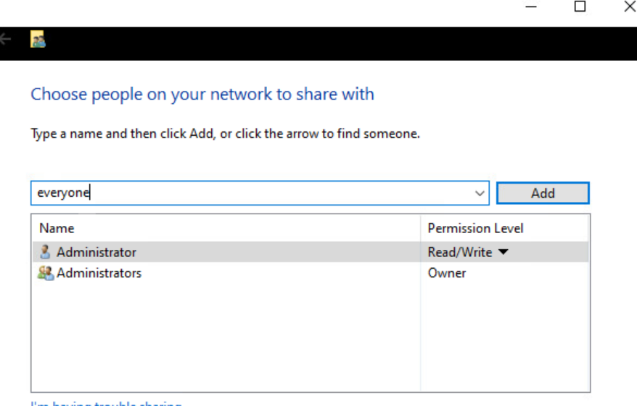 Choose people on your network to share with
Type a name and then click Add, or click the arrow to find someone.
everyone Add
Name Permission Level
Administrator Read/Write
Administrators Owner
I'm having trouble sharing